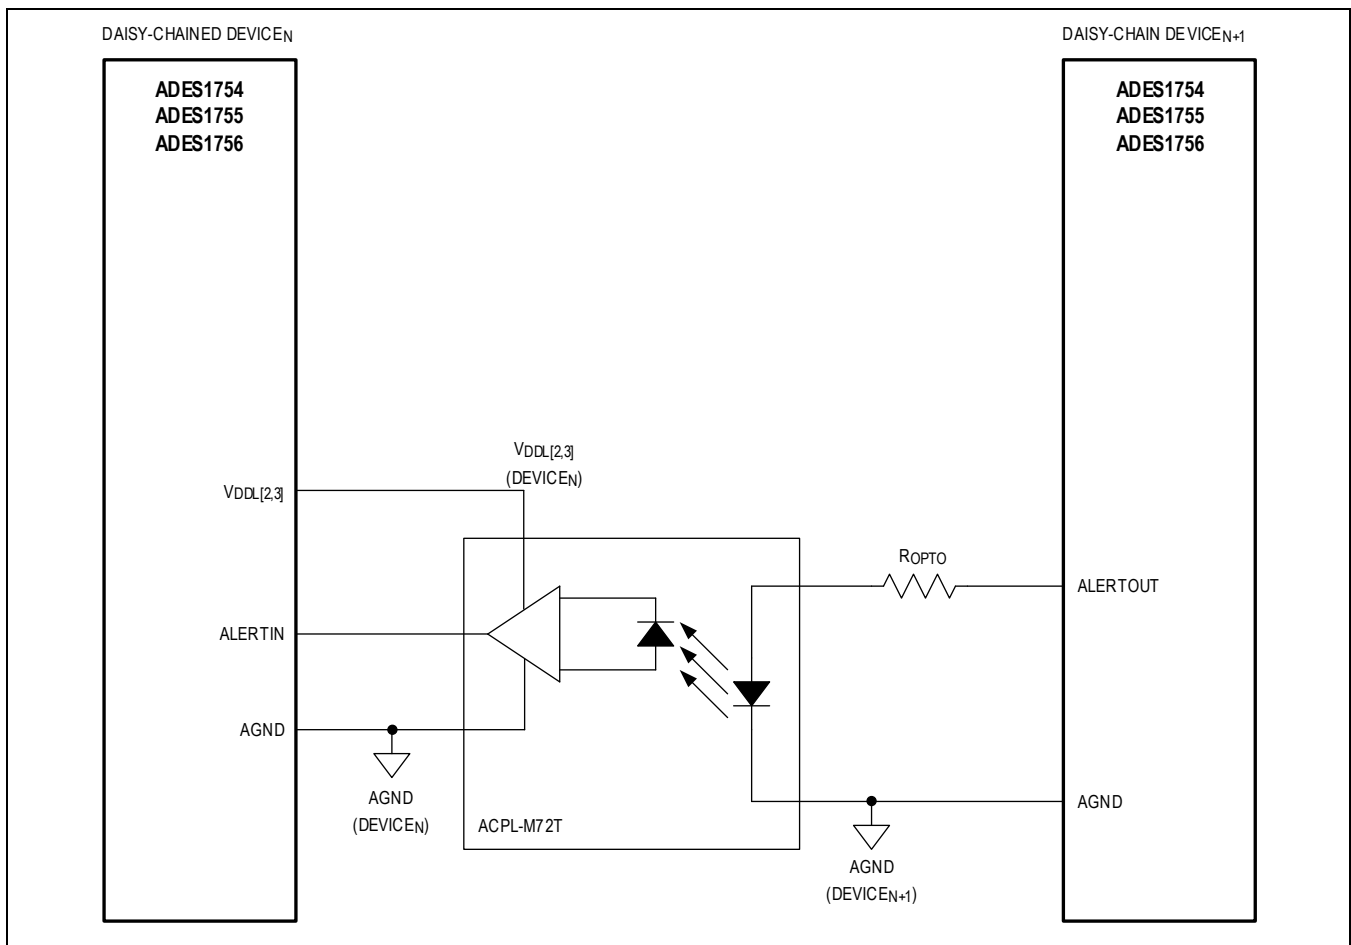 DAISY-CHAINED DEVICEN
DAISY-CHAIN DEVICEN+1
ADES1754
ADES1755
ADES1756
ADES1754
ADES1755
ADES1756
VDDL[2,3]
(DEVICEN)
VDDL[2,3]
ROPTO
ALERTOUT
ALERTIN
AGND
AGND
(DEVICEN)
ACPL-M72T
AGND
AGND
(DEVICEN+1)